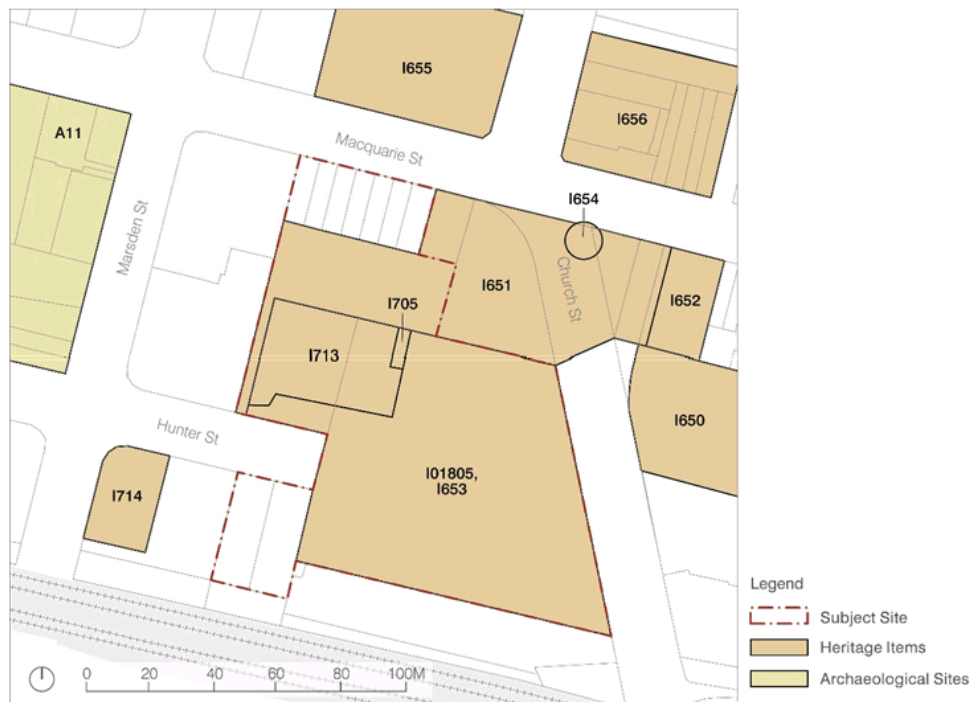 I655
A11
I656
Macquarie St
I654
Marsden St
I651
Church St
I652
I705
I713
I650
Hunter St
I01805,
I653
I714
Legend
Subject Site
Heritage Items
Archaeological Sites
0 20 40 60 80 100M